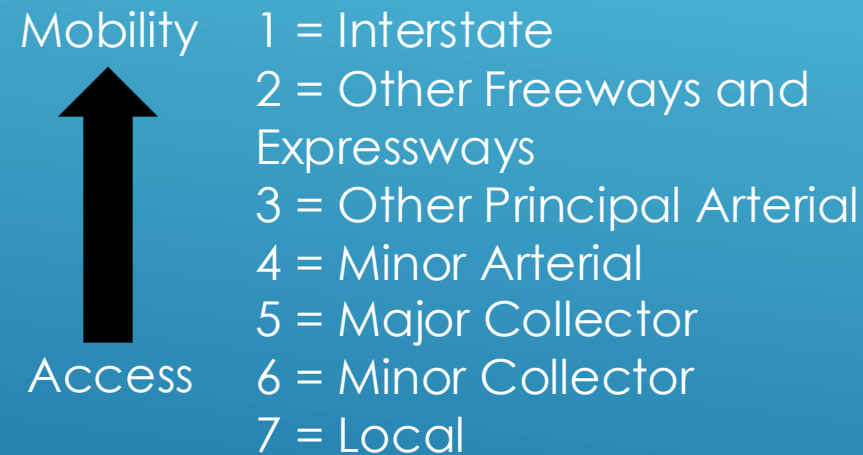 Mobility
1 = Interstate
2 = Other Freeways and
Expressways
3 = Other Principal Arterial
4 = Minor Arterial
5 = Major Collector
Access
6 = Minor Collector
7 = Local